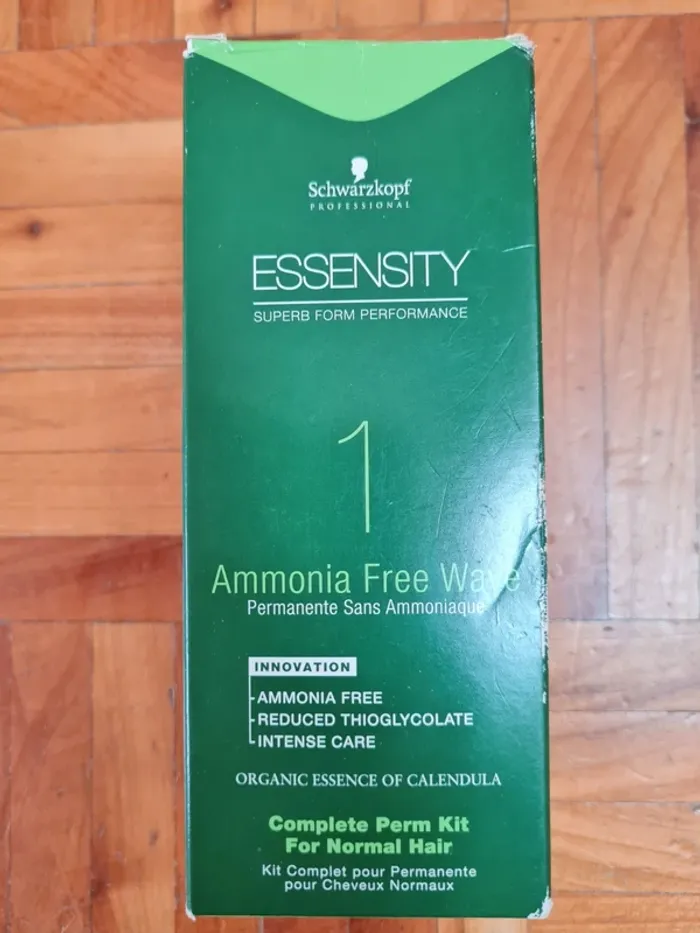 Schwarzkopf
PROFESSIONAL
ESSENSITY
SUPERB FORM PERFORMANCE
1
Ammonia Free Wave
Permanente Sans Ammoniaque
INNOVATION
AMMONIA FREE
REDUCED THIOGLYCOLATE
INTENSE CARE
ORGANIC ESSENCE OF CALENDULA
Complete Perm Kit
For Normal Hair
Kit Complet pour Permanente
pour Cheveux Normaux